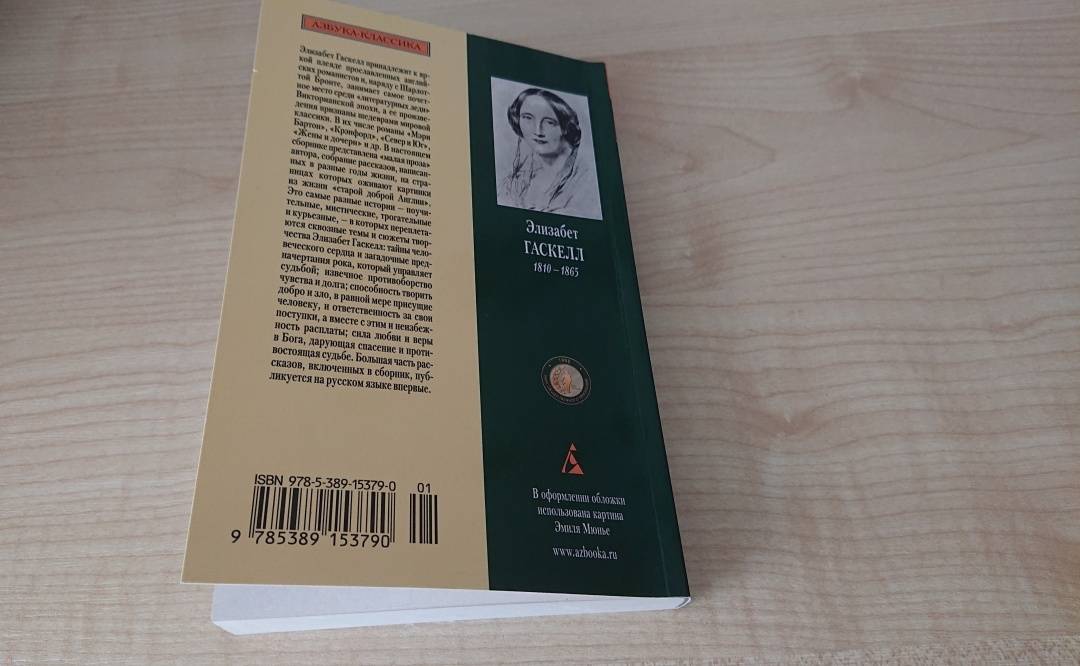 АЗБУКА-КЛАССИКА
Элизабет Гаскелл принадлежит к яр-
кой плеяде прославленных англий-
ских романистов и, наряду с Шарлот-
той Бронте, занимает самое почет-
ное место среди «литературных леди»
Викторианской эпохи, а ее произве-
дения признаны шедеврами мировой
классики. В их числе романы «Мэри
Бартон», «Крэнфорд», «Север и Юг»,
«Жены и дочери» и др. В настоящем
сборнике представлена «малая проза»
автора, собрание рассказов, написан-
ных в разные годы жизни, на стра-
ницах которых оживают картинки
из жизни «старой доброй Англии».
Это самые разные истории – поучи-
тельные, мистические, трогательные
и курьезные, – в которых переплета-
ются сквозные темы и сюжеты твор-
чества Элизабет Гаскелл: тайны чело-
веческого сердца и загадочные пред-
начертания рока, который управляет
судьбой; извечное противоборство
чувства и долга; способность творить
добро и зло, в равной мере присущие
человеку, и ответственность за свои
поступки, а вместе с этим и неизбеж-
ность расплаты; сила любви и веры
в Бога, дарующая спасение и проти-
востоящая судьбе. Большая часть рас-
сказов, включенных в сборник, пуб-
ликуется на русском языке впервые.
ISBN 978-5-389-15379-0 01
9 785389 153790
Элизабет
ГАСКЕЛЛ
1810 – 1865
В оформлении обложки
использована картина
Эмиля Мюнье
www.azbooka.ru